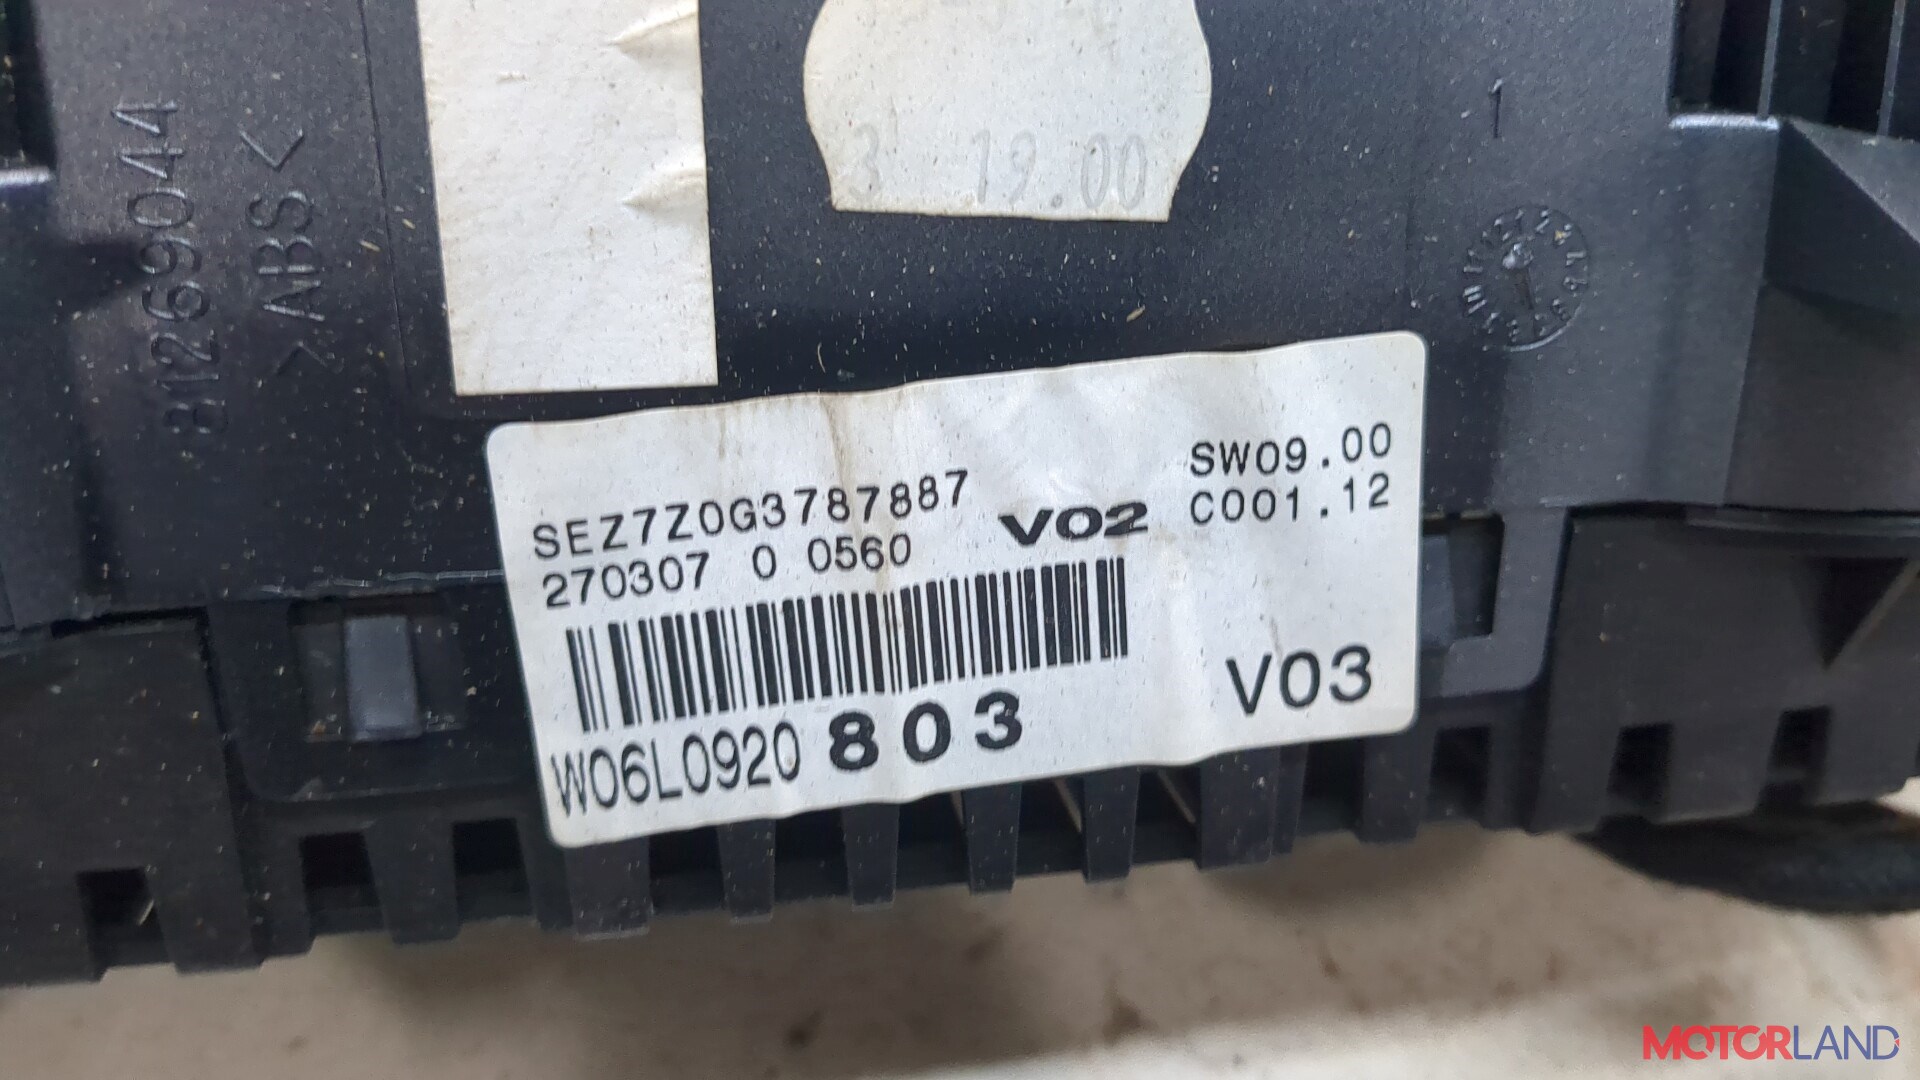 81269044
>ABS<
3 19.00
1
SEZ7Z0G3787887
270307 0 0560
V02
SW09.00
C001.12
W06L0920 803
V03
MOTORLAND